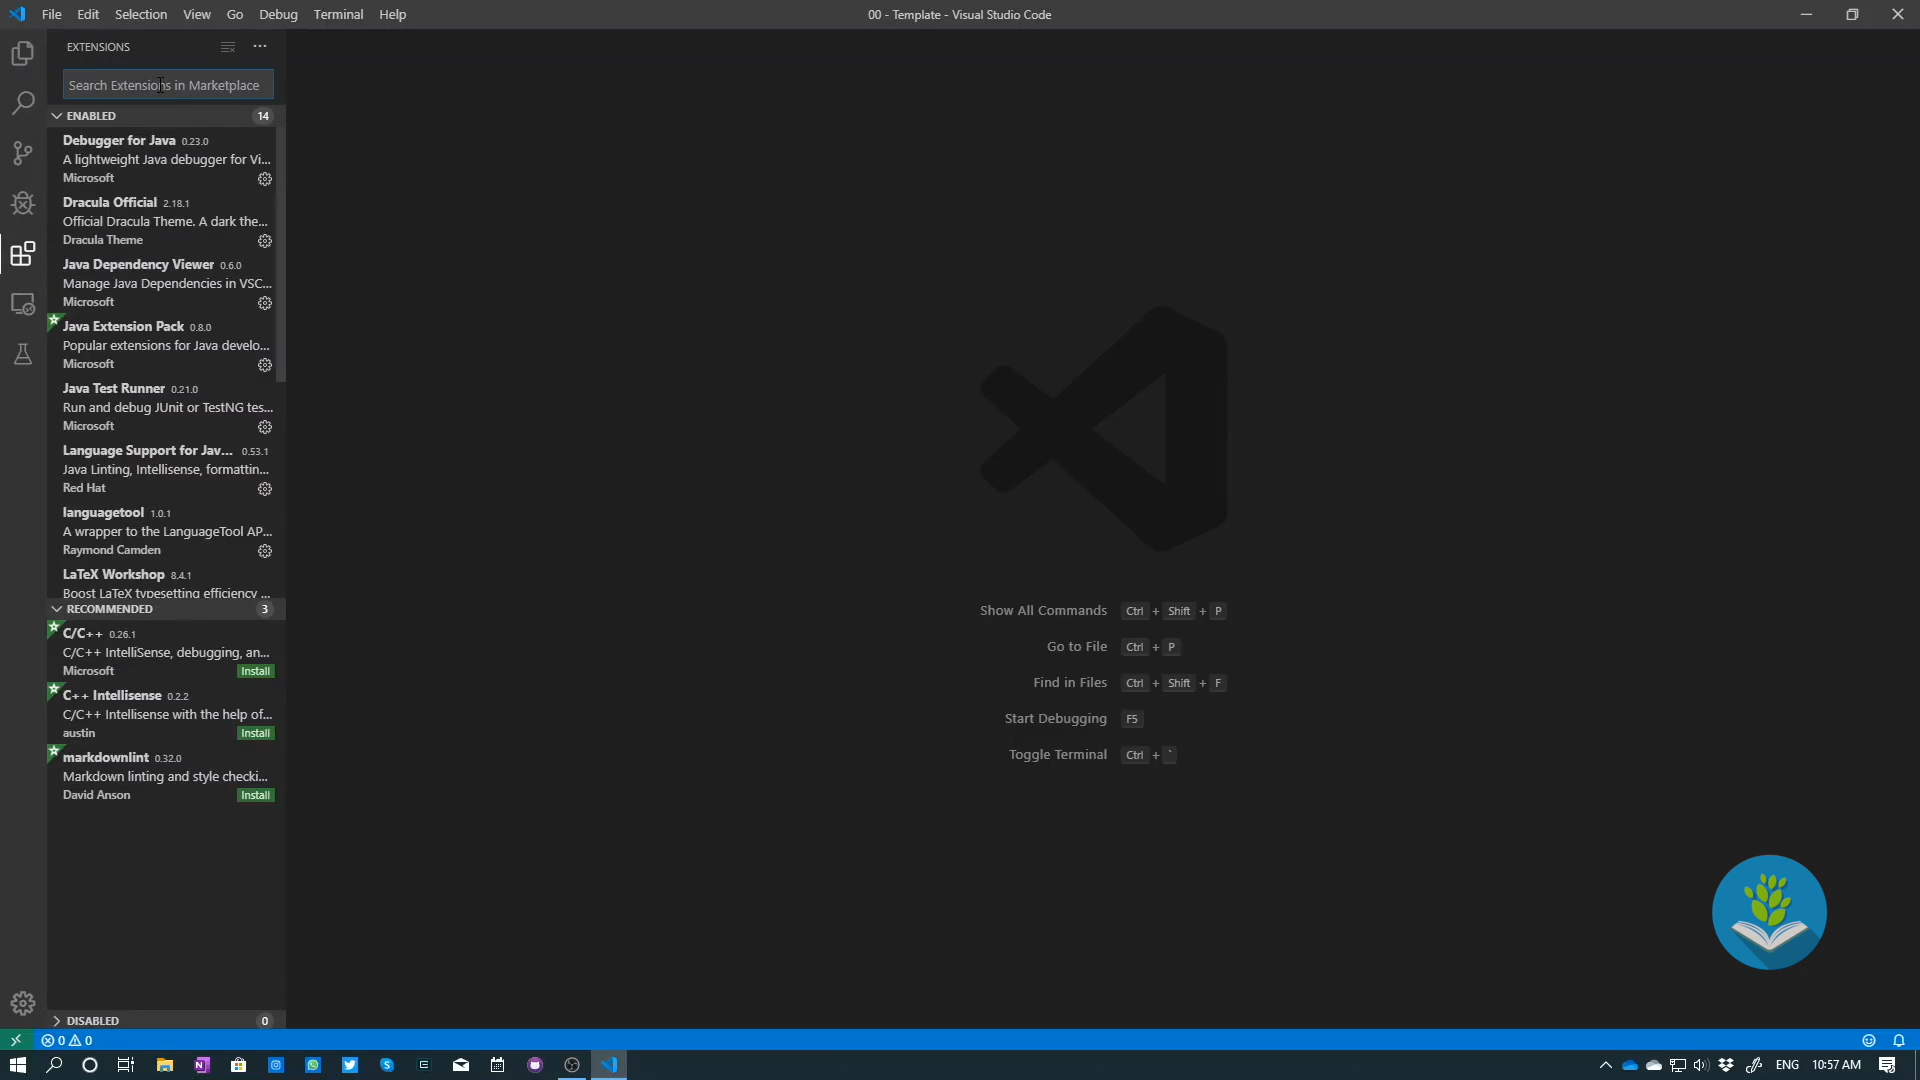 File Edit Selection View Go Debug Terminal Help
00 - Template - Visual Studio Code
EXTENSIONS
Search Extensions in Marketplace
ENABLED 14
Debugger for Java 0.23.0
A lightweight Java debugger for Vi...
Microsoft
Dracula Official 2.18.1
Official Dracula Theme. A dark the...
Dracula Theme
Java Dependency Viewer 0.6.0
Manage Java Dependencies in VSC...
Microsoft
Java Extension Pack 0.8.0
Popular extensions for Java develo...
Microsoft
Java Test Runner 0.21.0
Run and debug JUnit or TestNG tes...
Microsoft
Language Support for Jav... 0.53.1
Java Linting, Intellisense, formattin...
Red Hat
languagetool 1.0.1
A wrapper to the LanguageTool AP...
Raymond Camden
LaTeX Workshop 8.4.1
Boost LaTeX typesetting efficiency ...
RECOMMENDED 3
C/C++ 0.26.1
C/C++ IntelliSense, debugging, an...
Microsoft Install
C++ Intellisense 0.2.2
C/C++ Intellisense with the help of...
austin Install
markdownlint 0.32.0
Markdown linting and style checki...
David Anson Install
DISABLED 0
Show All Commands Ctrl + Shift + P
Go to File Ctrl + P
Find in Files Ctrl + Shift + F
Start Debugging F5
Toggle Terminal Ctrl + `
0 0
ENG 10:57 AM